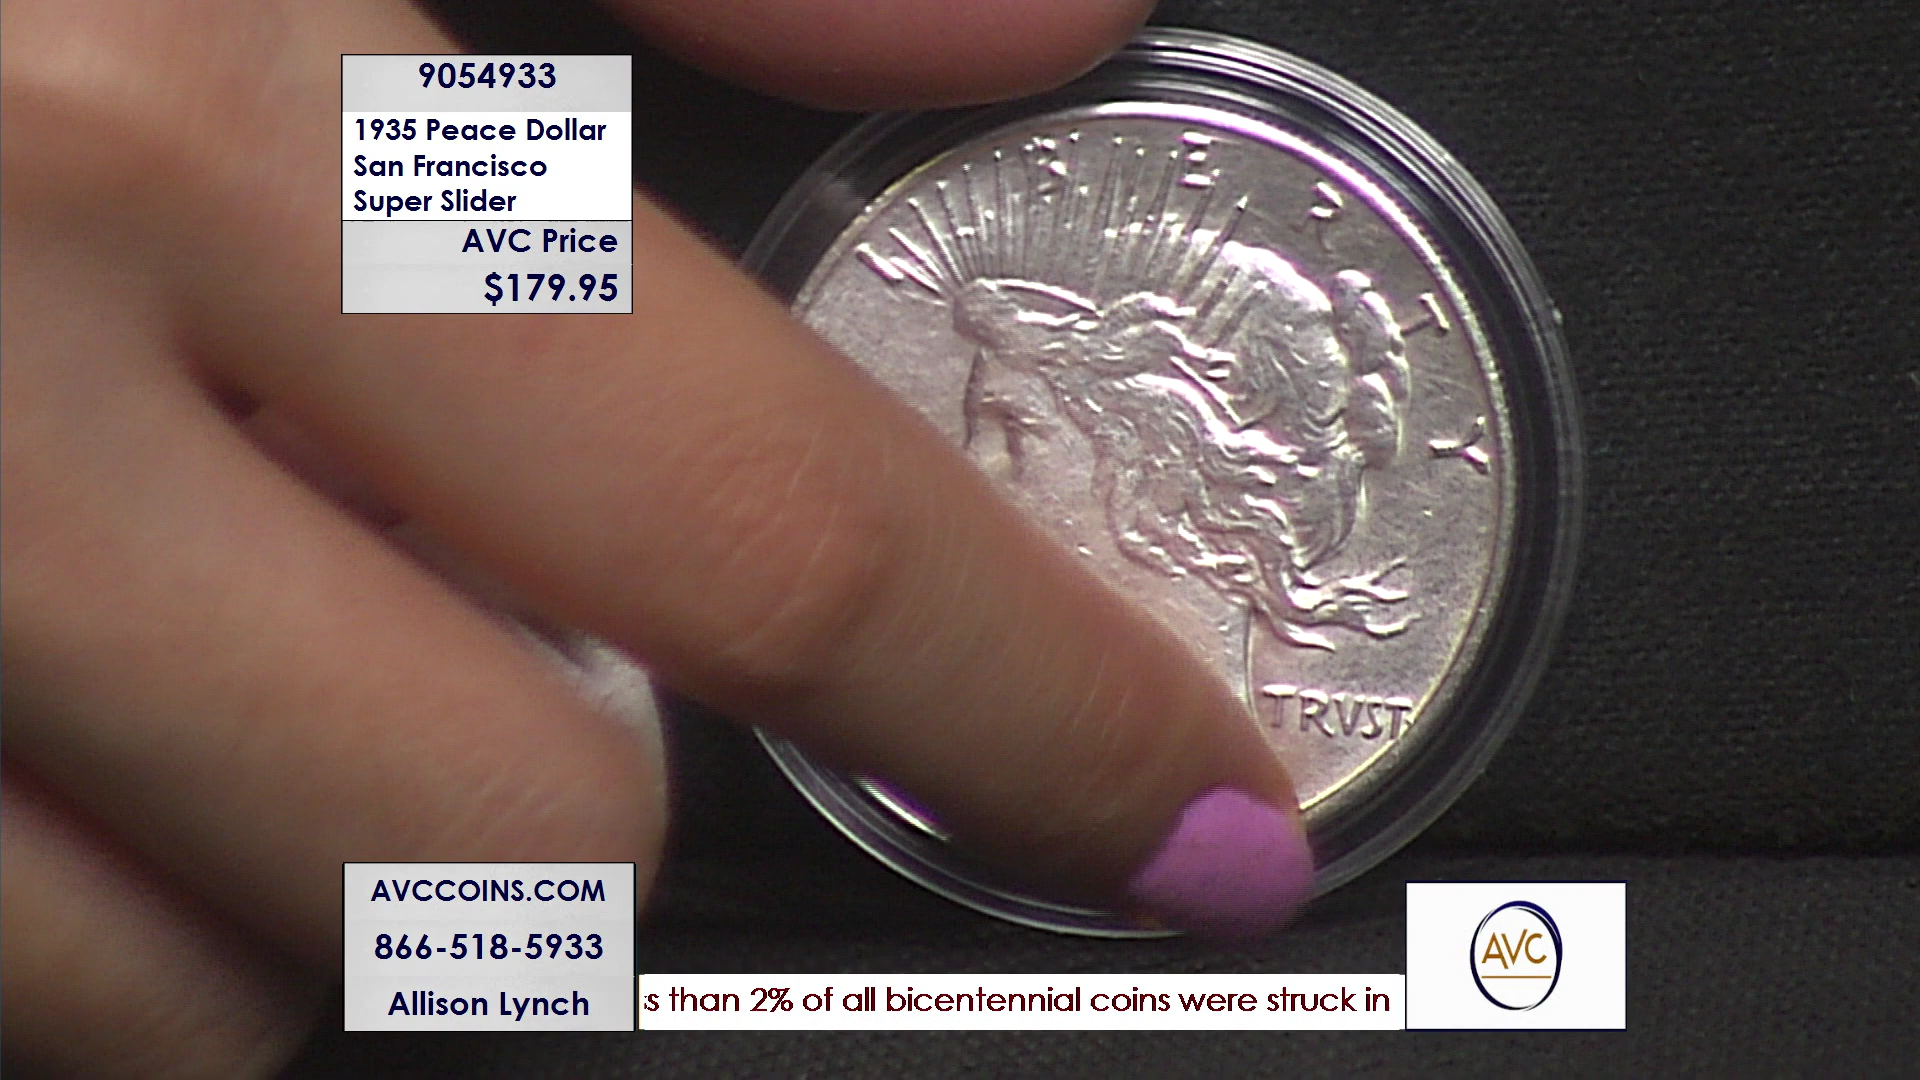 9054933
1935 Peace Dollar
San Francisco
Super Slider
AVC Price
$179.95
L I B E R T Y
TRVST
AVCCOINS.COM
866-518-5933
Allison Lynch
s than 2% of all bicentennial coins were struck in
AVC